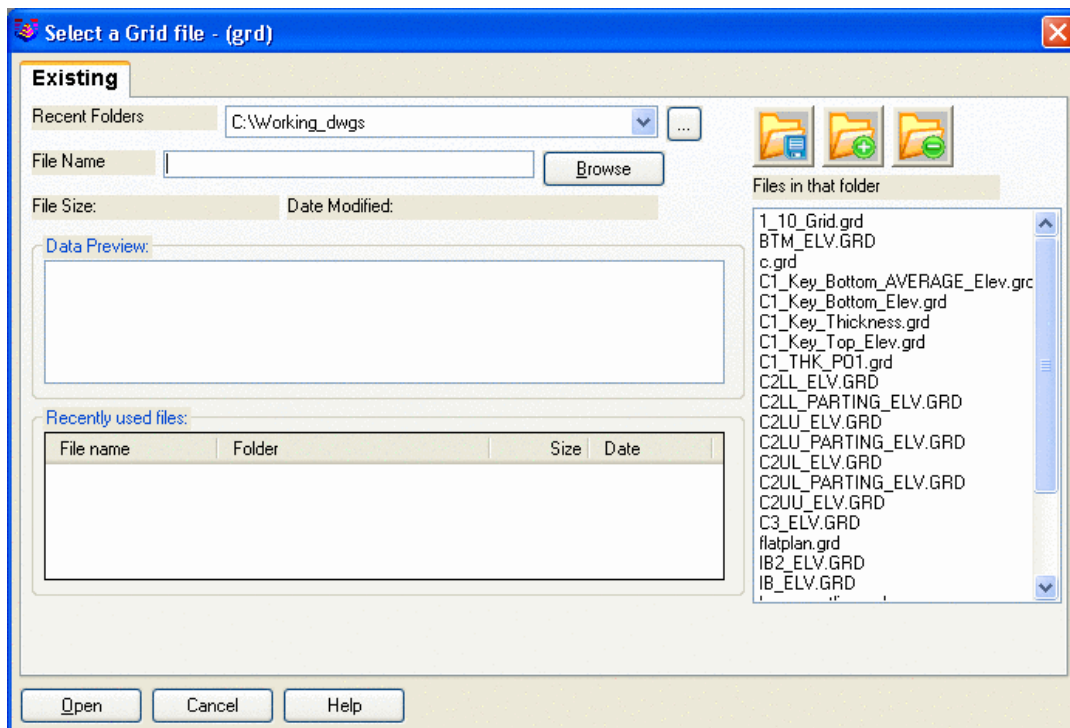 Select a Grid file - (grd)
Existing
Recent Folders
C:\Working_dwgs
...
File Name
Browse
File Size:
Date Modified:
Data Preview:
Recently used files:
File name Folder Size Date
Files in that folder
1_10_Grid.grd
BTM_ELV.GRD
c.grd
C1_Key_Bottom_AVERAGE_Elev.grd
C1_Key_Bottom_Elev.grd
C1_Key_Thickness.grd
C1_Key_Top_Elev.grd
C1_THK_PO1.grd
C2LL_ELV.GRD
C2LL_PARTING_ELV.GRD
C2LU_ELV.GRD
C2LU_PARTING_ELV.GRD
C2UL_ELV.GRD
C2UL_PARTING_ELV.GRD
C2UU_ELV.GRD
C3_ELV.GRD
flatplan.grd
IB2_ELV.GRD
IB_ELV.GRD
Open Cancel Help